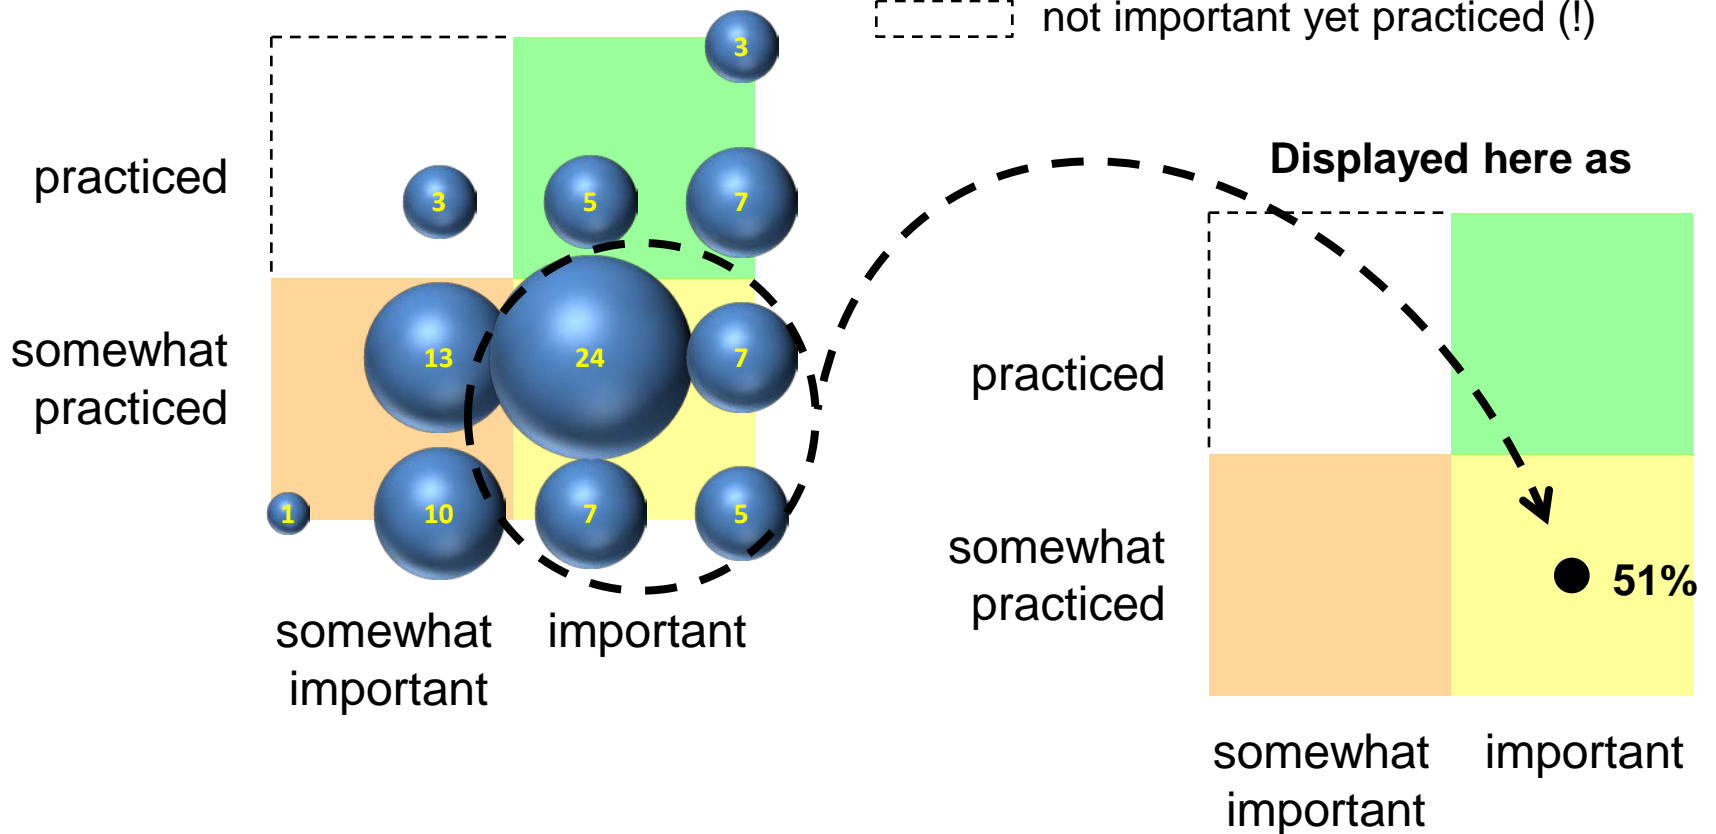 not important yet practiced (!)
3
practiced
3
5
7
somewhat
practiced
13
24
7
1
10
7
5
somewhat
important
important
Displayed here as
practiced
somewhat
practiced
51%
somewhat
important
important